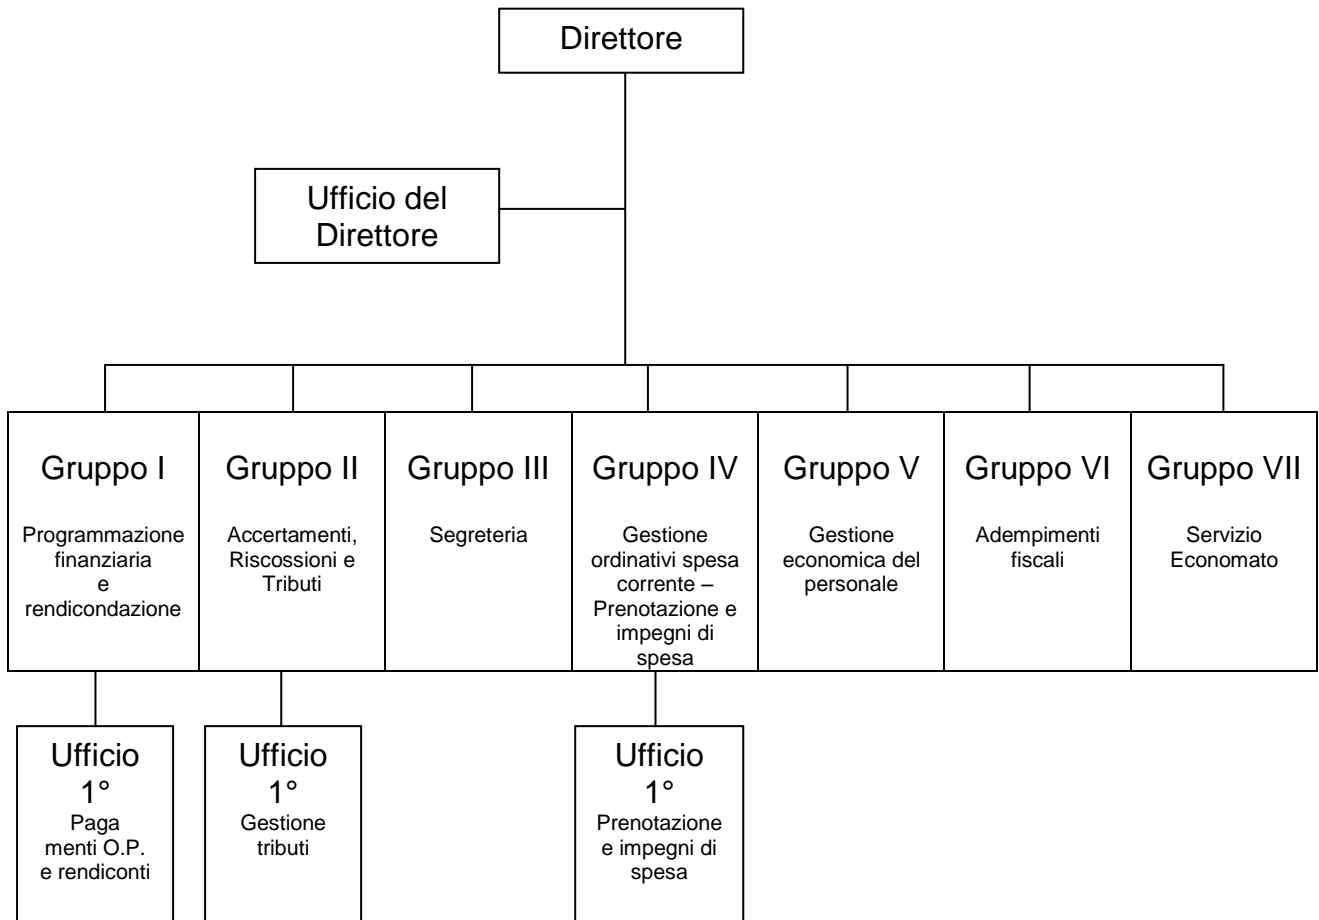 Direttore
Ufficio del
Direttore
Gruppo I
Programmazione
finanziaria
e
rendicondazione
Gruppo II
Accertamenti,
Riscossioni e
Tributi
Gruppo III
Segreteria
Gruppo IV
Gestione
ordinativi spesa
corrente –
Prenotazione e
impegni di
spesa
Gruppo V
Gestione
economica del
personale
Gruppo VI
Adempimenti
fiscali
Gruppo VII
Servizio
Economato
Ufficio
1°
Paga
menti O.P.
e rendiconti
Ufficio
1°
Gestione
tributi
Ufficio
1°
Prenotazione
e impegni di
spesa